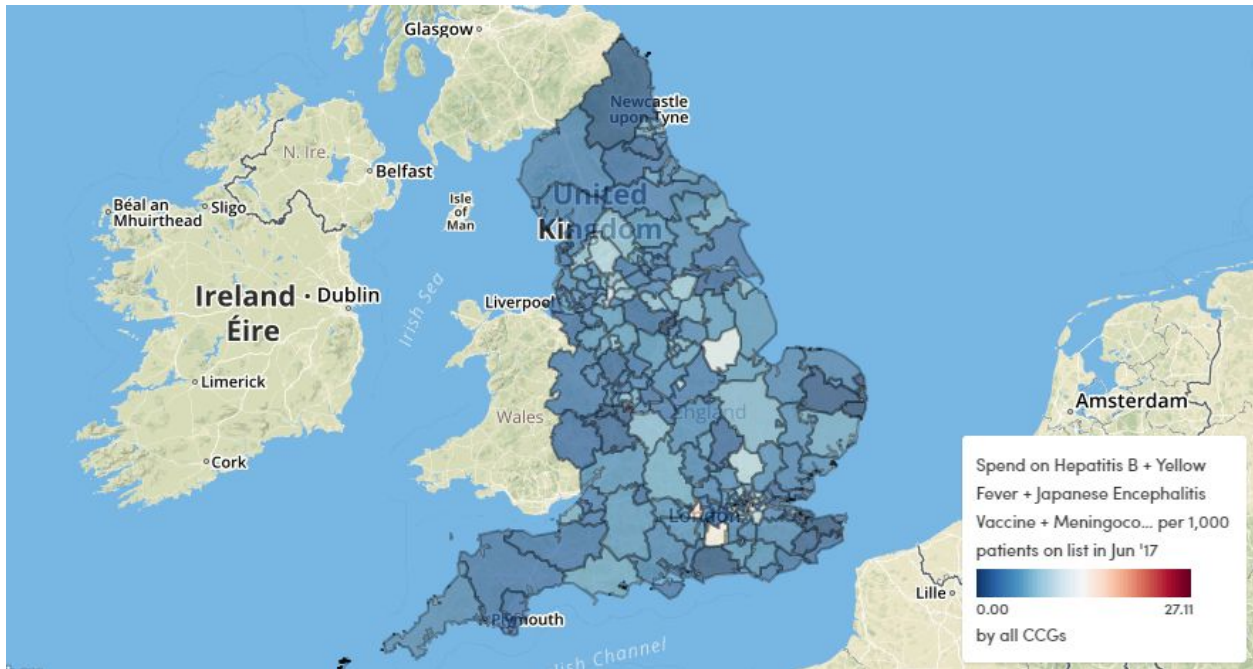 Glasgow
Newcastle
upon Tyne
N. Ire.
Belfast
Béal an
Mhuirthead
Sligo
Isle
of
Man
United
Kingdom
Irish Sea
Ireland
Éire
Dublin
Liverpool
Limerick
Wales
England
Cork
Amsterdam
London
Plymouth
Lille
English Channel
Spend on Hepatitis B + Yellow
Fever + Japanese Encephalitis
Vaccine + Meningoco... per 1,000
patients on list in Jun '17
0.00 27.11
by all CCGs